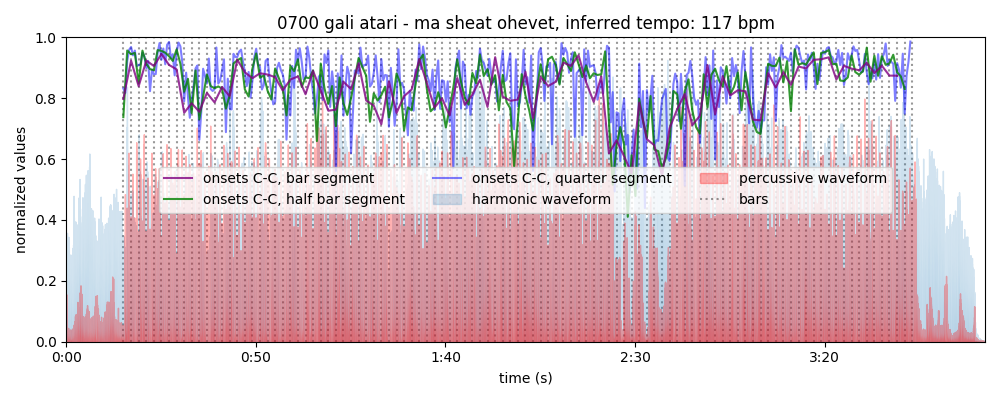 0700 gali atari - ma sheat ohevet, inferred tempo: 117 bpm
1.0
0.8
0.6
0.4
0.2
0.0
normalized values
onsets C-C, bar segment
onsets C-C, half bar segment
onsets C-C, quarter segment
harmonic waveform
percussive waveform
bars
0:00 0:50 1:40 2:30 3:20
time (s)